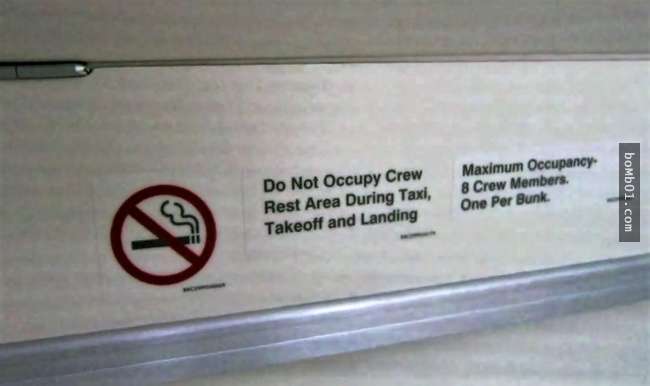 Do Not Occupy Crew
Rest Area During Taxi,
Takeoff and Landing
Maximum Occupancy-
8 Crew Members.
One Per Bunk.
boMb01.com